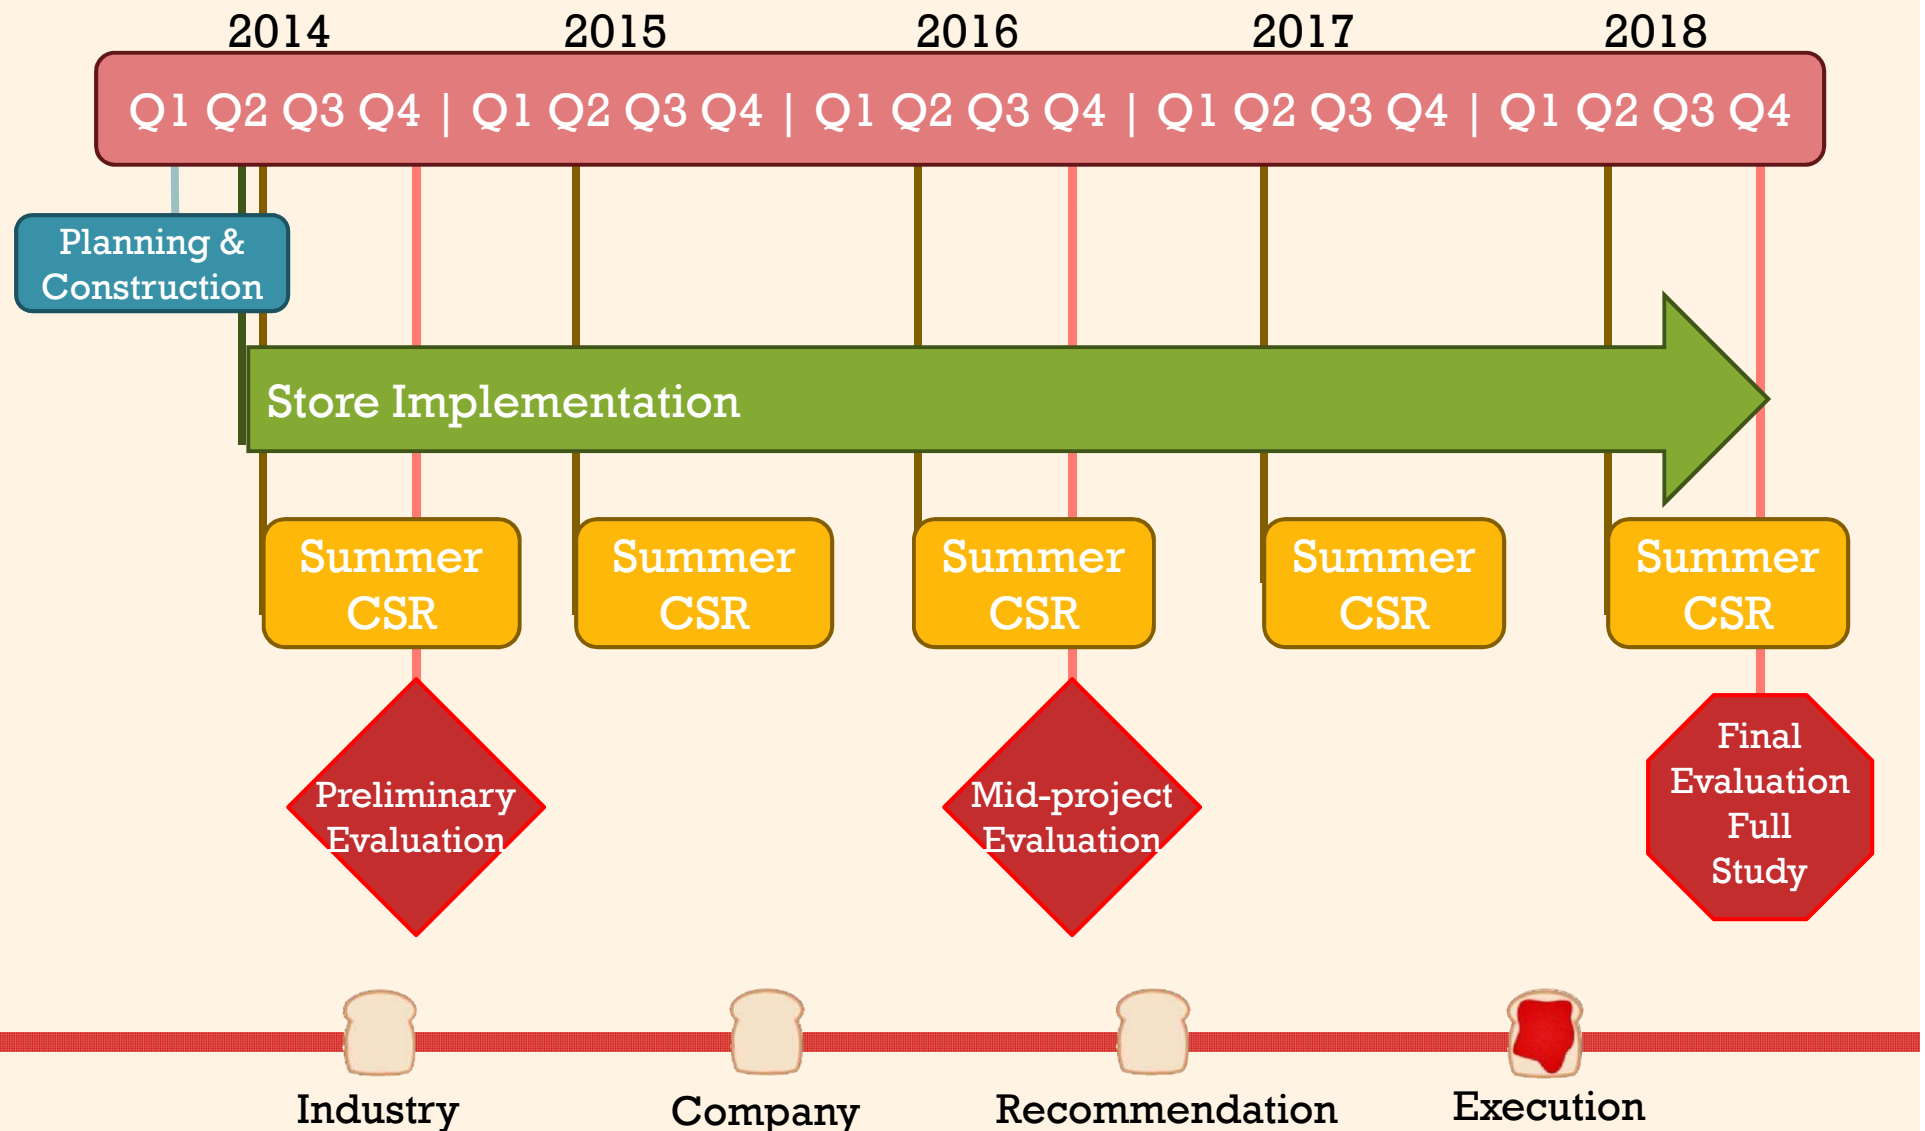 2014 2015 2016 2017 2018
Q1 Q2 Q3 Q4 | Q1 Q2 Q3 Q4 | Q1 Q2 Q3 Q4 | Q1 Q2 Q3 Q4 | Q1 Q2 Q3 Q4
Planning &
Construction
Store Implementation
Summer
CSR
Summer
CSR
Summer
CSR
Summer
CSR
Summer
CSR
Preliminary
Evaluation
Mid-project
Evaluation
Final
Evaluation
Full
Study
Industry
Company
Recommendation
Execution